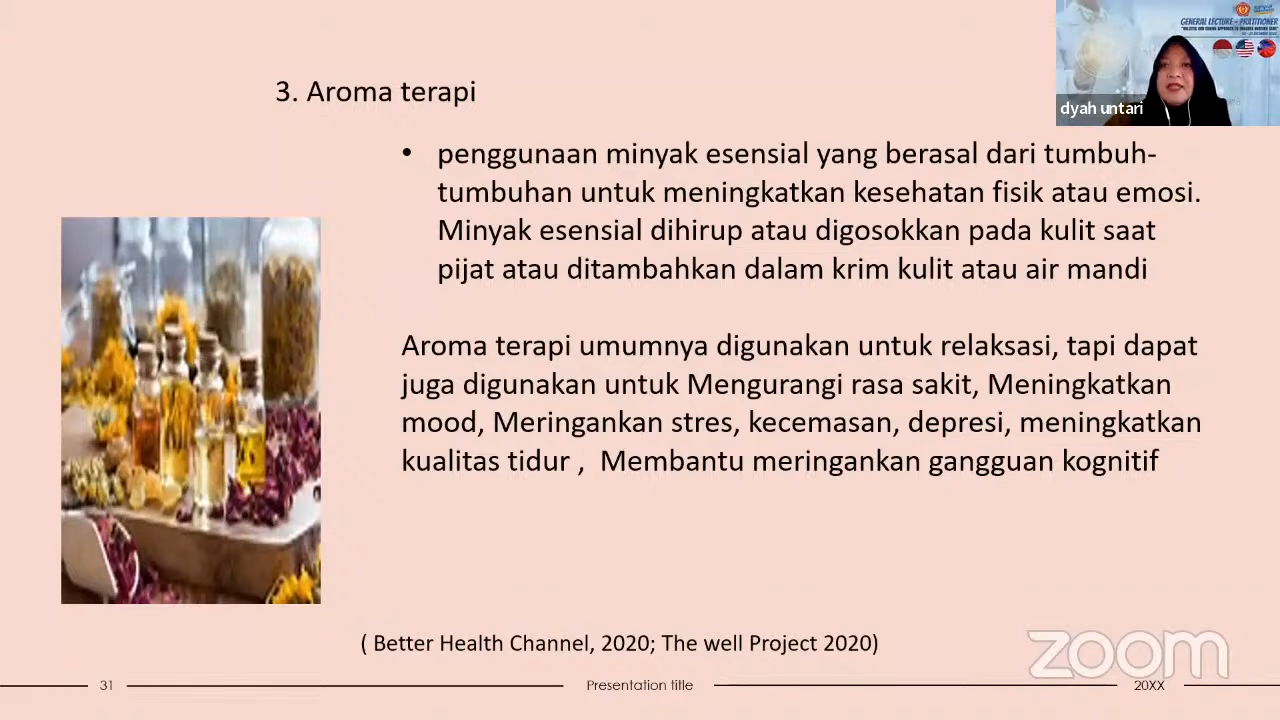 GENERAL LECTURE - PRATITIONER
dyah untari
3. Aroma terapi
• penggunaan minyak esensial yang berasal dari tumbuh-
tumbuhan untuk meningkatkan kesehatan fisik atau emosi.
Minyak esensial dihirup atau digosokkan pada kulit saat
pijat atau ditambahkan dalam krim kulit atau air mandi
Aroma terapi umumnya digunakan untuk relaksasi, tapi dapat
juga digunakan untuk Mengurangi rasa sakit, Meningkatkan
mood, Meringankan stres, kecemasan, depresi, meningkatkan
kualitas tidur , Membantu meringankan gangguan kognitif
( Better Health Channel, 2020; The well Project 2020)
zoom
31
Presentation title
20XX